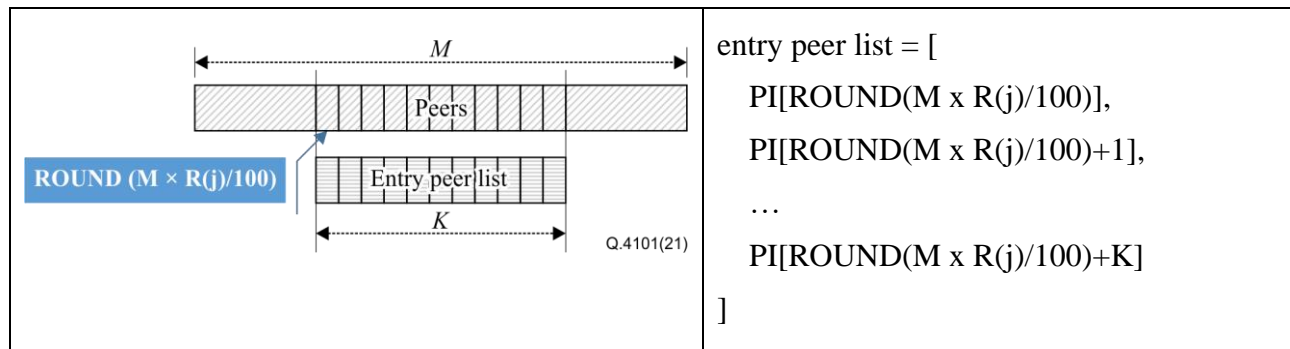 M
Peers
ROUND (M × R(j)/100)
Entry peer list
K
Q.4101(21)
entry peer list = [
PI[ROUND(M x R(j)/100)],
PI[ROUND(M x R(j)/100)+1],
…
PI[ROUND(M x R(j)/100)+K]
]